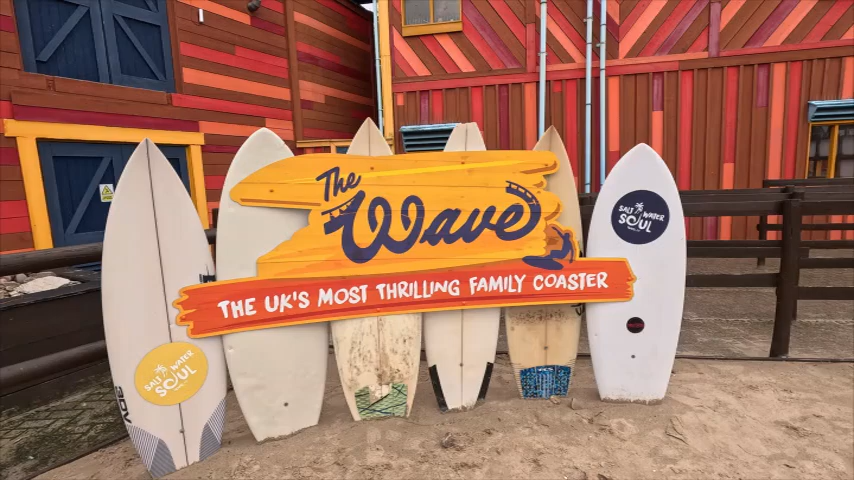 The
Wave
THE UK'S MOST THRILLING FAMILY COASTER
SALT WATER
SOUL
SALT WATER
SOUL